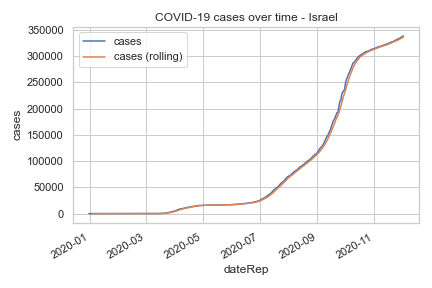 COVID-19 cases over time - Israel
cases
cases (rolling)
350000
300000
250000
200000
150000
100000
50000
0
cases
2020-01
2020-03
2020-05
2020-07
2020-09
2020-11
dateRep